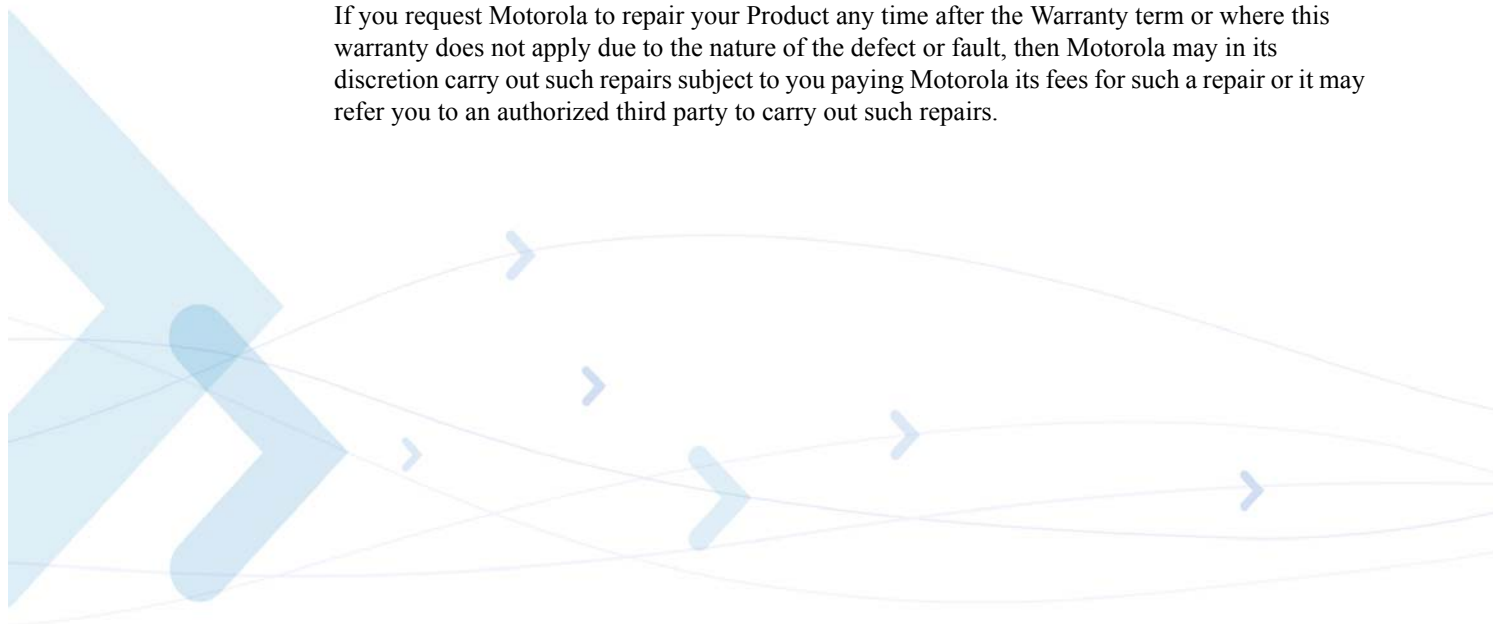 If you request Motorola to repair your Product any time after the Warranty term or where this
warranty does not apply due to the nature of the defect or fault, then Motorola may in its
discretion carry out such repairs subject to you paying Motorola its fees for such a repair or it may
refer you to an authorized third party to carry out such repairs.